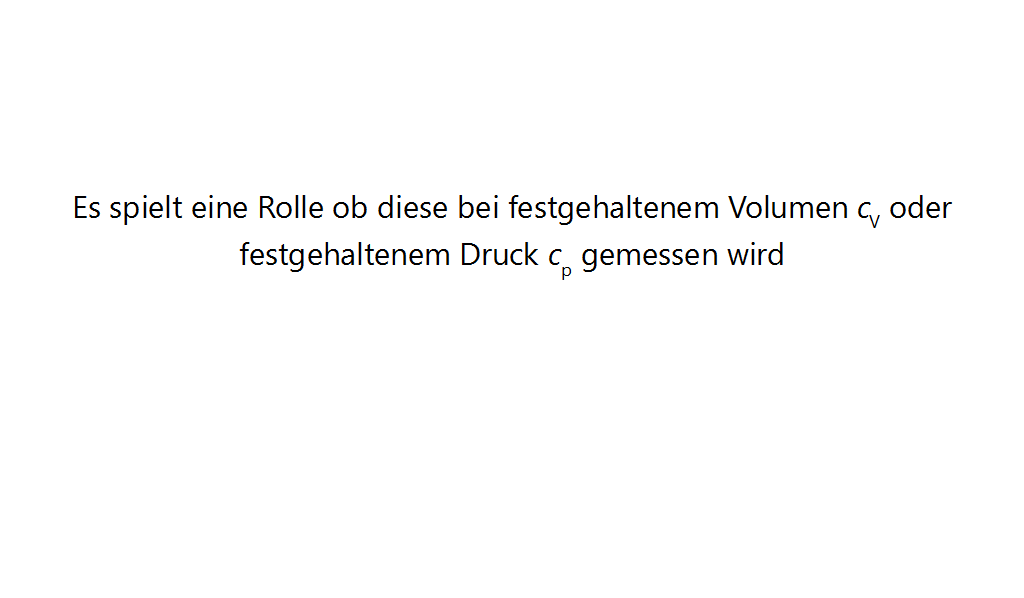 Es spielt eine Rolle ob diese bei festgehaltenem Volumen c_V oder
festgehaltenem Druck c_p gemessen wird